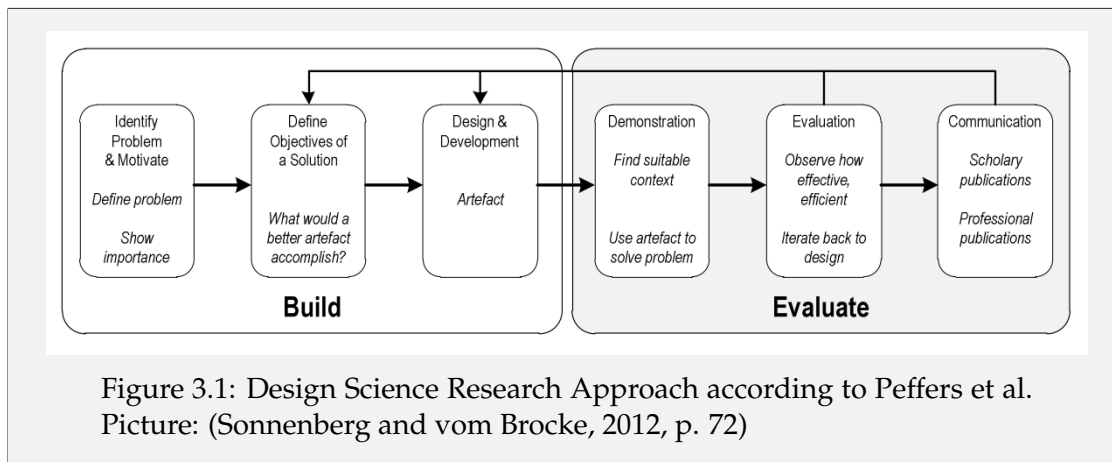 Identify
Problem
& Motivate
Define problem
Show
importance
Define
Objectives of
a Solution
What would a
better artefact
accomplish?
Design &
Development
Artefact
Build
Demonstration
Find suitable
context
Use artefact to
solve problem
Evaluation
Observe how
effective,
efficient
Iterate back to
design
Communication
Scholary
publications
Professional
publications
Evaluate
Figure 3.1: Design Science Research Approach according to Peffers et al.
Picture: (Sonnenberg and vom Brocke, 2012, p. 72)